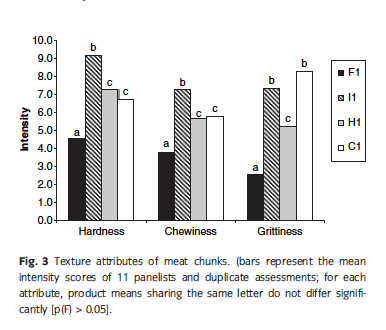 10.0
9.0
8.0
7.0
6.0
5.0
4.0
3.0
2.0
1.0
0.0
Intensity
a b c c
a b c c
a b c b
Hardness Chewiness Grittiness
F1
I1
H1
C1
Fig. 3 Texture attributes of meat chunks. (bars represent the mean
intensity scores of 11 panelists and duplicate assessments; for each
attribute, product means sharing the same letter do not differ signifi-
cantly [p(F) > 0.05].